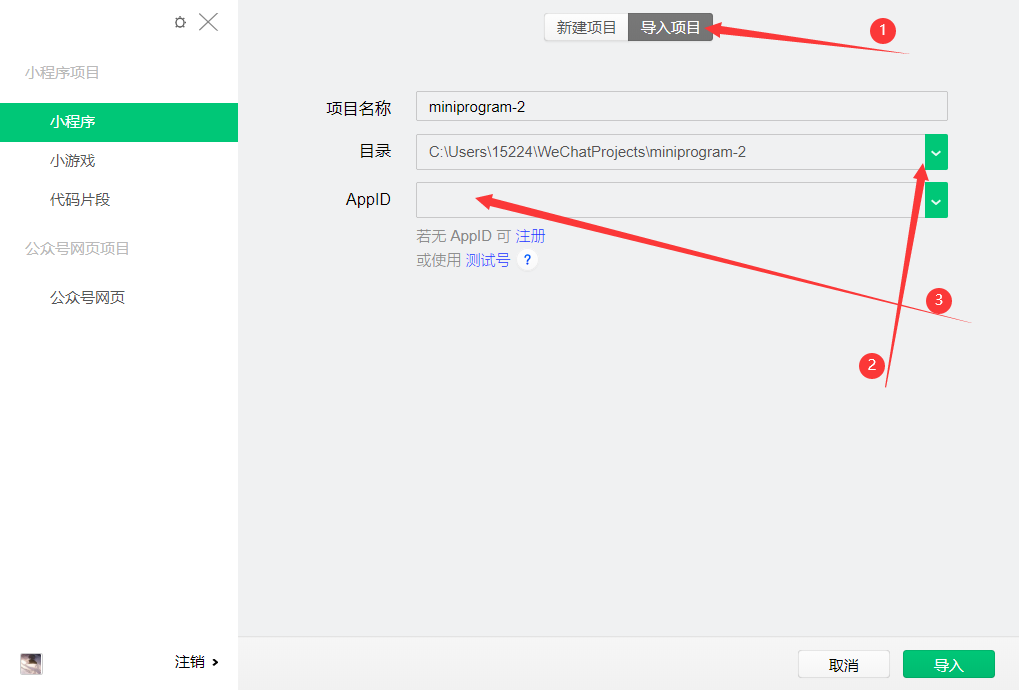 小程序项目
小程序
小游戏
代码片段
公众号网页项目
公众号网页
注销
新建项目 导入项目
1
项目名称 miniprogram-2
目录 C:\Users\15224\WeChatProjects\miniprogram-2
AppID
若无 AppID 可 注册
或使用 测试号 ?
3
2
取消 导入